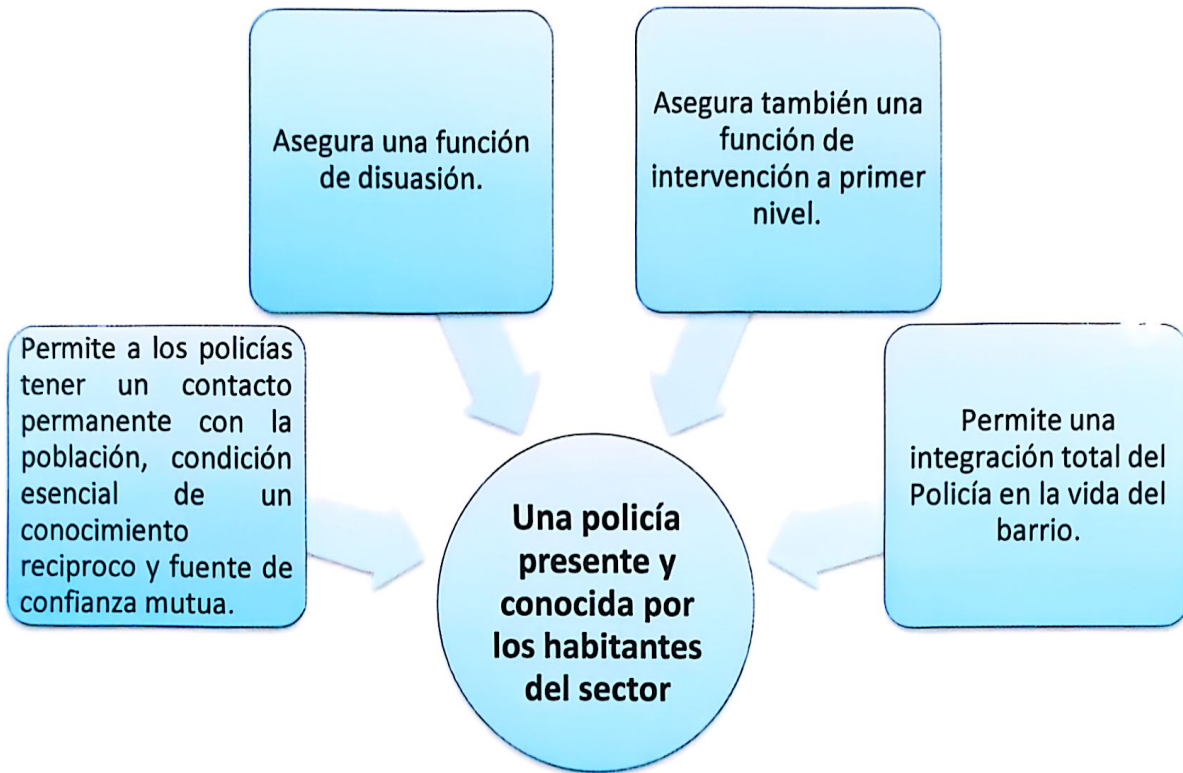 Asegura una función
de disuasión.
Asegura también una
función de
intervención a primer
nivel.
Permite a los policías
tener un contacto
permanente con la
población, condición
esencial de un
conocimiento
reciproco y fuente de
confianza mutua.
Permite una
integración total del
Policía en la vida del
barrio.
Una policía
presente y
conocida por
los habitantes
del sector